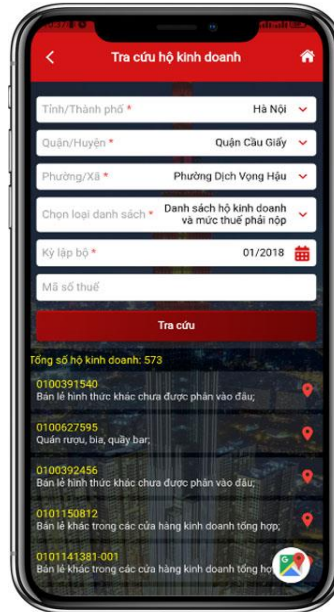 Tra cứu hộ kinh doanh
Tỉnh/Thành phố * Hà Nội
Quận/Huyện * Quận Cầu Giấy
Phường/Xã * Phường Dịch Vọng Hậu
Chọn loại danh sách * Danh sách hộ kinh doanh
và mức thuế phải nộp
Kỳ lập bộ * 01/2018
Mã số thuế
Tra cứu
Tổng số hộ kinh doanh: 573
0100391540
Bán lẻ hình thức khác chưa được phân vào đâu;
0100627595
Quán rượu, bia, quầy bar;
0100392456
Bán lẻ hình thức khác chưa được phân vào đâu;
0101150812
Bán lẻ khác trong các cửa hàng kinh doanh tổng hợp;
0101141381-001
Bán lẻ khác trong các cửa hàng kinh doanh tổng